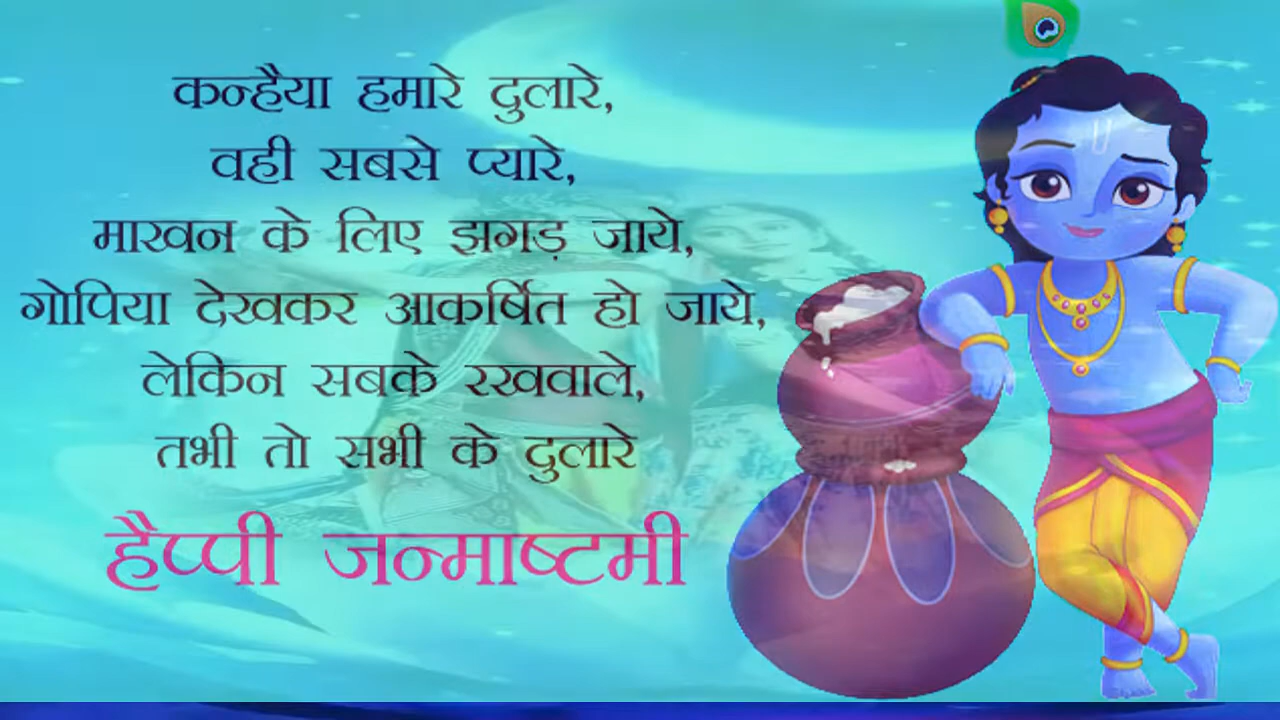 कन्हैया हमारे दुलारे,
वही सबसे प्यारे,
माखन के लिए झगड़ जाये,
गोपिया देखकर आकर्षित हो जाये,
लेकिन सबके रखवाले,
तभी तो सभी के दुलारे
हैप्पी जन्माष्टमी